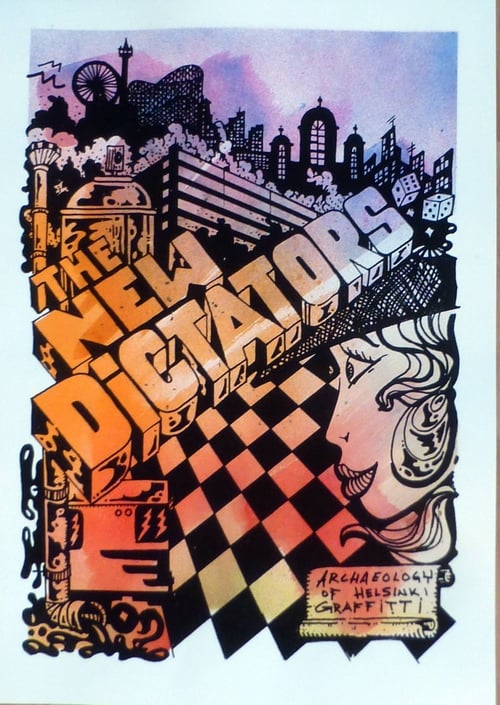 THE
NEW
DiCTATORS
ARCHAEOLOGY
OF HELSINKI
GRAFFiTTi